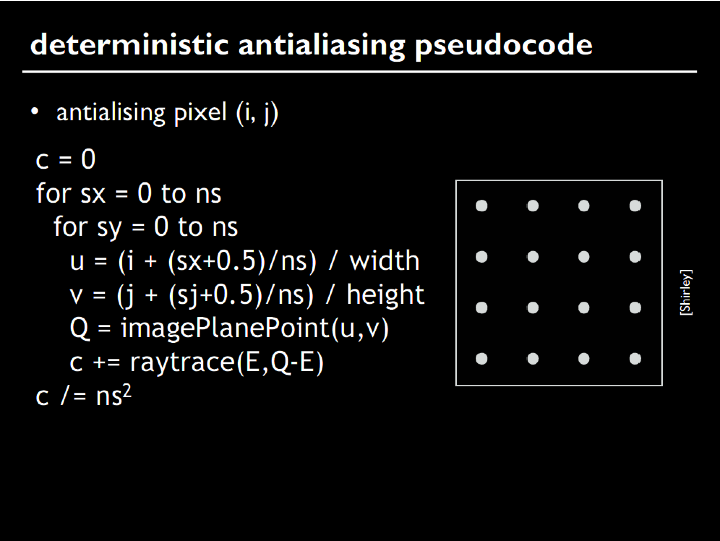 deterministic antialiasing pseudocode
• antialising pixel (i, j)
c = 0
for sx = 0 to ns
for sy = 0 to ns
u = (i + (sx+0.5)/ns) / width
v = (j + (sj+0.5)/ns) / height
Q = imagePlanePoint(u,v)
c += raytrace(E,Q-E)
c /= ns²
[Shirley]